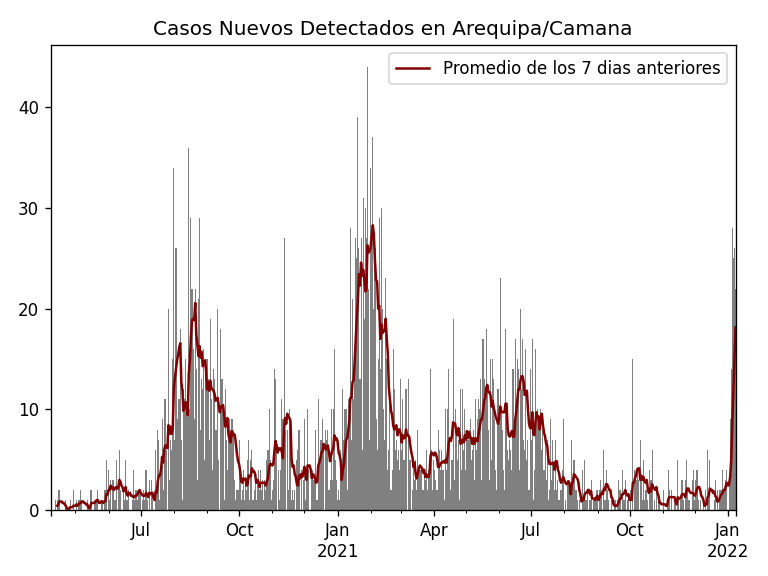 Casos Nuevos Detectados en Arequipa/Camana
Promedio de los 7 dias anteriores
40
30
20
10
0
Jul
Oct
Jan
2021
Apr
Jul
Oct
Jan
2022